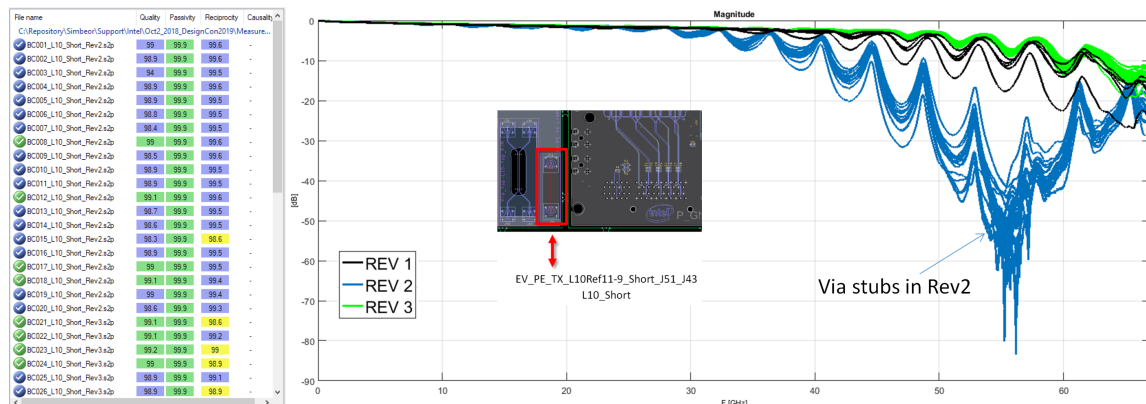 File name Quality Passivity Reciprocity Causality
C:\Repository\Simbeor\Support\Intel\Oct2_2018_DesignCon2019\Measure...
BC001_L10_Short_Rev2.s2p 99 99.9 99.6 -
BC002_L10_Short_Rev2.s2p 98.9 99.9 99.6 -
BC003_L10_Short_Rev2.s2p 94 99.9 99.5 -
BC004_L10_Short_Rev2.s2p 98.9 99.9 99.6 -
BC005_L10_Short_Rev2.s2p 98.9 99.9 99.5 -
BC006_L10_Short_Rev2.s2p 98.8 99.9 99.5 -
BC007_L10_Short_Rev2.s2p 98.4 99.9 99.5 -
BC008_L10_Short_Rev2.s2p 99 99.9 99.6 -
BC009_L10_Short_Rev2.s2p 98.5 99.9 99.6 -
BC010_L10_Short_Rev2.s2p 98.9 99.9 99.5 -
BC011_L10_Short_Rev2.s2p 98.9 99.9 99.5 -
BC012_L10_Short_Rev2.s2p 99.1 99.9 99.6 -
BC013_L10_Short_Rev2.s2p 98.7 99.9 99.5 -
BC014_L10_Short_Rev2.s2p 98.6 99.9 99.5 -
BC015_L10_Short_Rev2.s2p 98.3 99.9 98.6 -
BC016_L10_Short_Rev2.s2p 98.9 99.9 99.5 -
BC017_L10_Short_Rev2.s2p 99 99.9 99.5 -
BC018_L10_Short_Rev2.s2p 99.1 99.9 99.4 -
BC019_L10_Short_Rev2.s2p 99 99.9 99.4 -
BC020_L10_Short_Rev2.s2p 98.6 99.9 99.3 -
BC021_L10_Short_Rev3.s2p 99.1 99.9 98.6 -
BC022_L10_Short_Rev3.s2p 99.1 99.9 99.2 -
BC023_L10_Short_Rev3.s2p 99.2 99.9 99 -
BC024_L10_Short_Rev3.s2p 99 99.9 98.9 -
BC025_L10_Short_Rev3.s2p 98.9 99.9 99.1 -
BC026_L10_Short_Rev3.s2p 98.9 99.9 98.9 -
Magnitude
0
-10
-20
-30
-40
-50
-60
-70
-80
-90
[dB]
intel P_GN
REV 1
REV 2
REV 3
EV_PE_TX_L10Ref11-9_Short_J51_J43
L10_Short
Via stubs in Rev2
0 10 20 30 40 50 60
F [GHz]